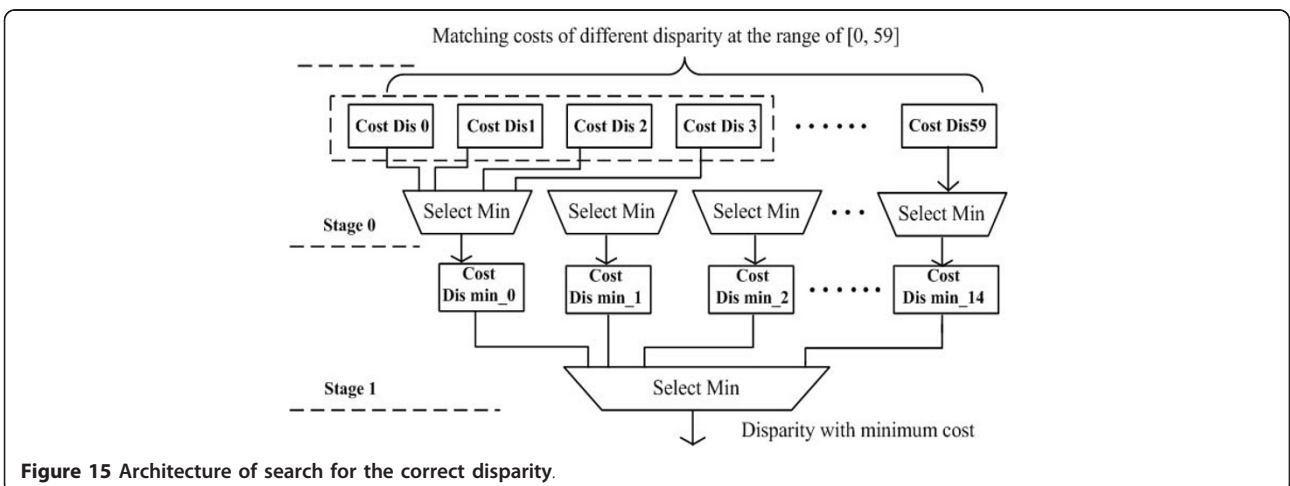 Matching costs of different disparity at the range of [0, 59]
Cost Dis 0 Cost Dis1 Cost Dis 2 Cost Dis 3 • • • • • • Cost Dis59
Select Min Select Min Select Min • • • Select Min
Stage 0
Cost Cost Cost Cost
Dis min_0 Dis min_1 Dis min_2 • • • • • • Dis min_14
Stage 1 Select Min
Disparity with minimum cost
Figure 15 Architecture of search for the correct disparity.